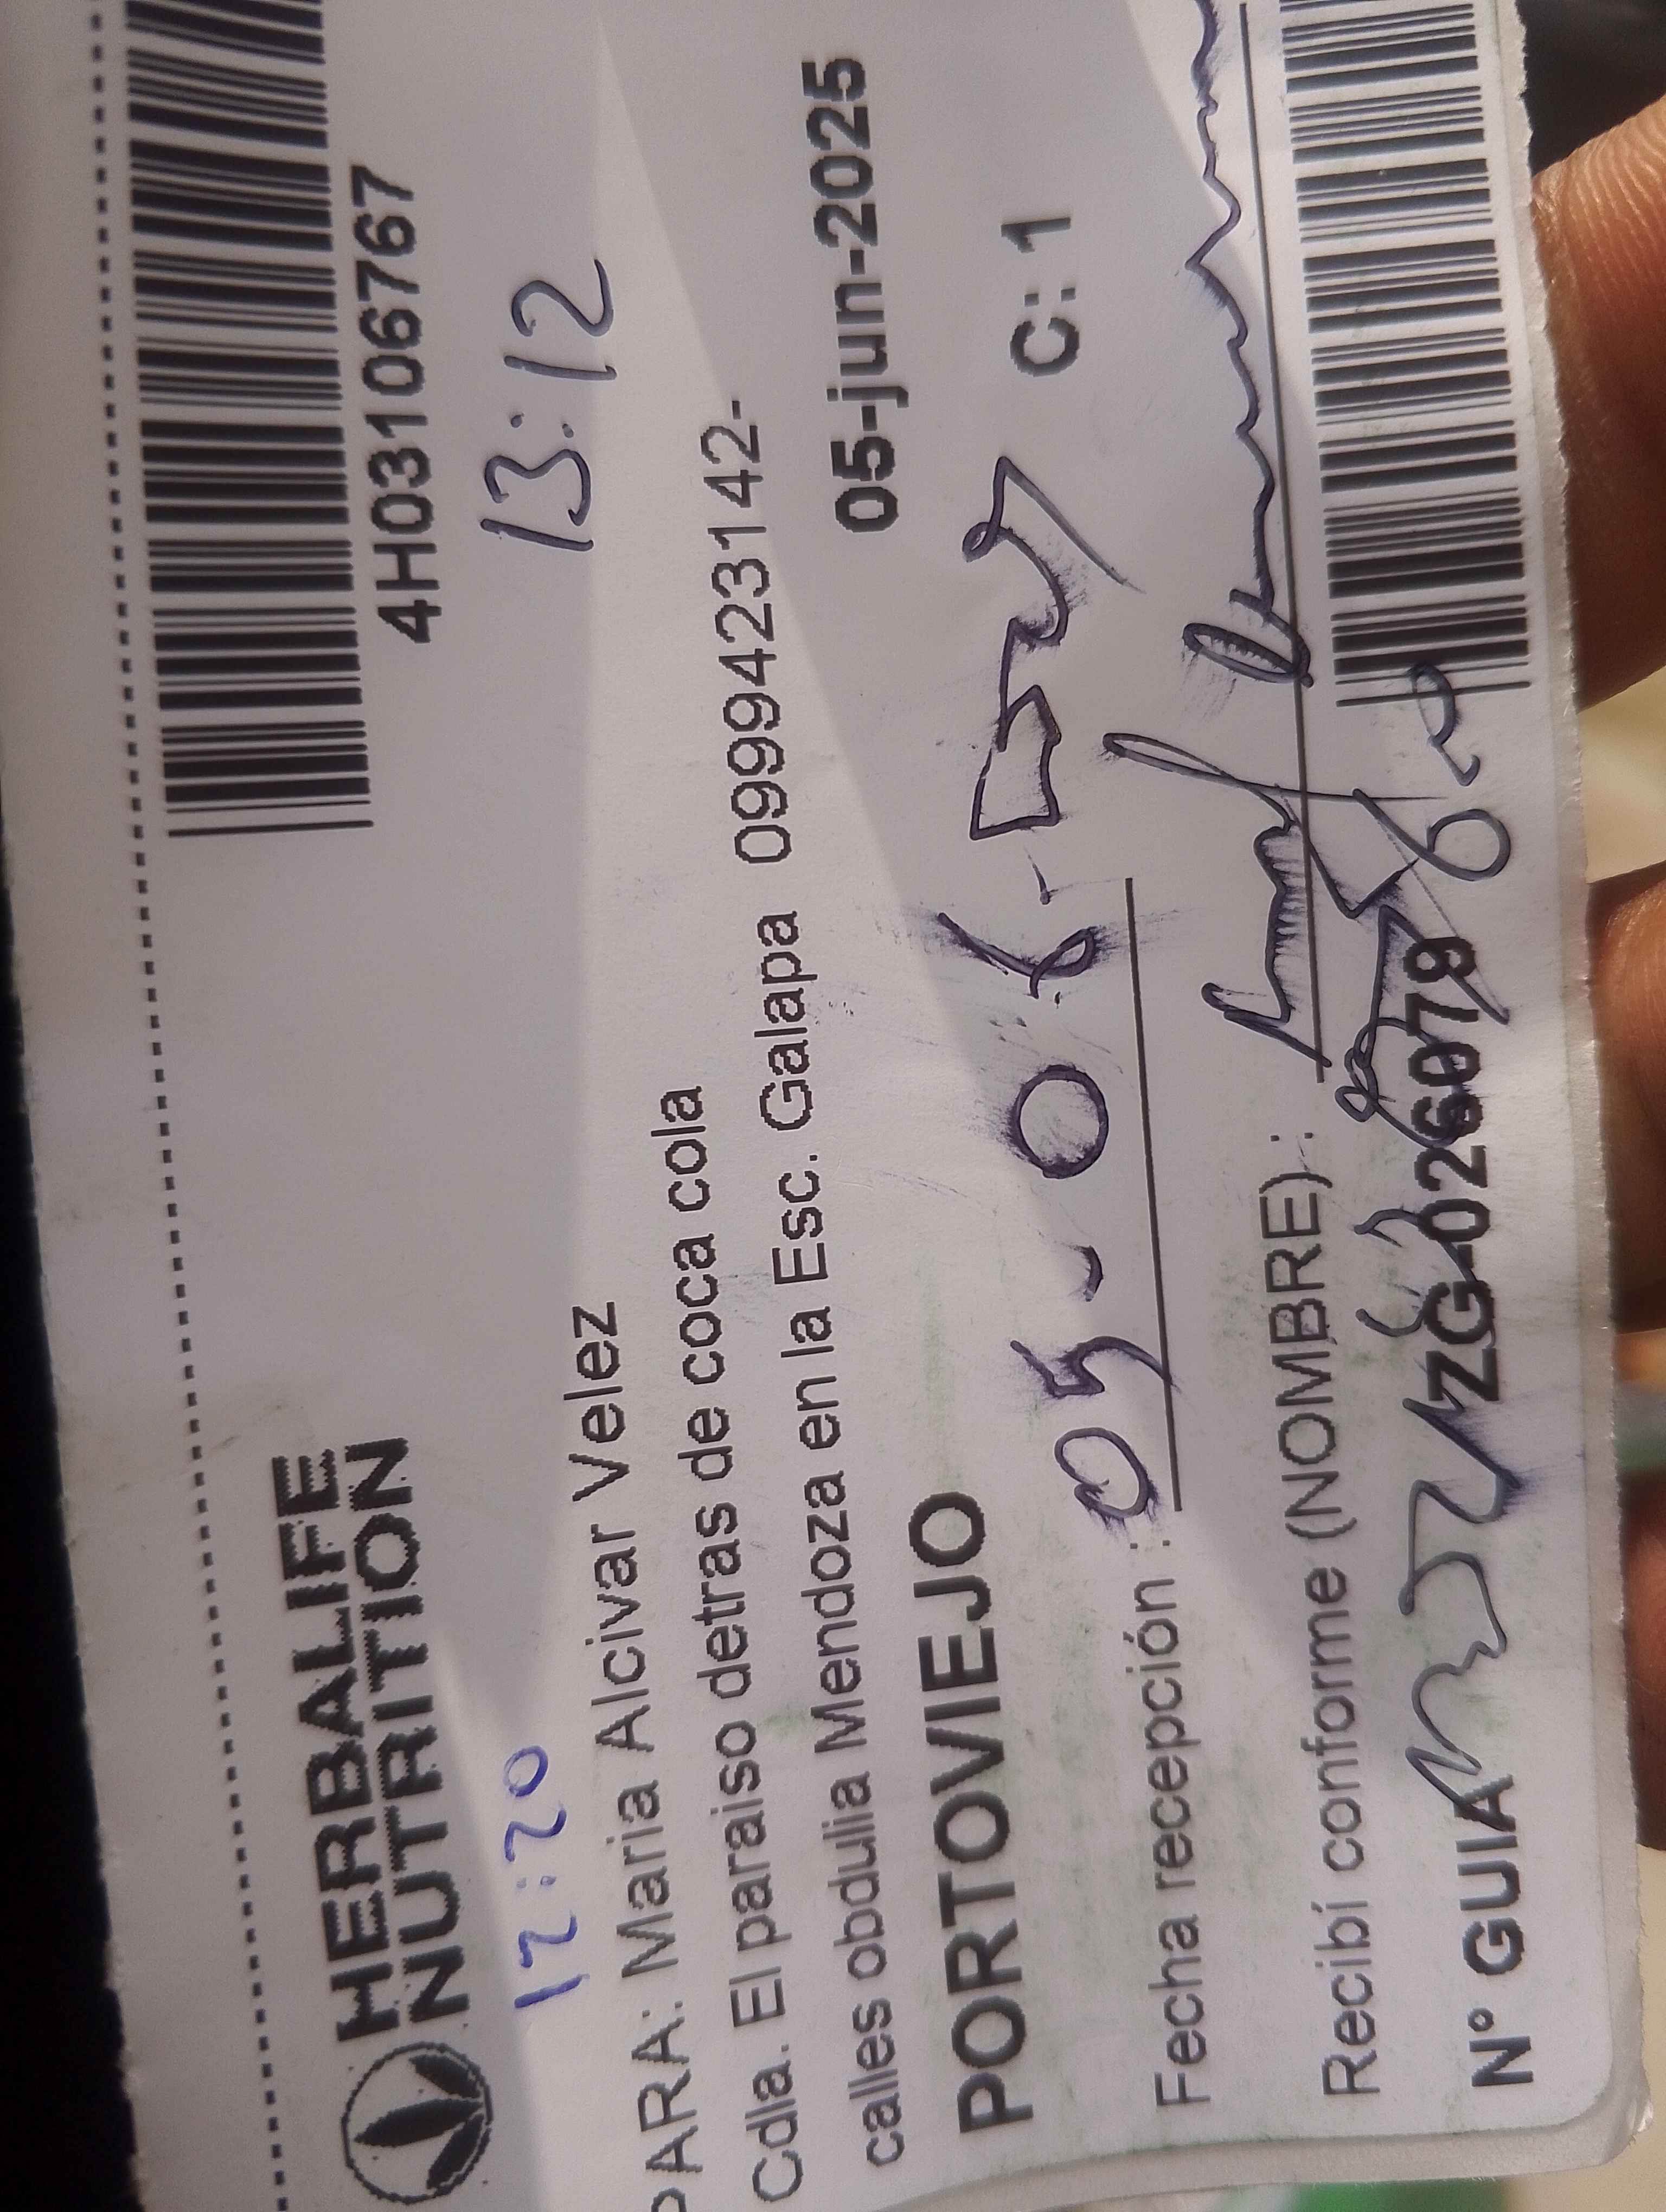 HERBALIFE
NUTRITION
4H03106767
12:20
13:12
PARA: Maria Alcivar Velez
Cdla. El paraiso detras de coca cola
calles obdulia Mendoza en la Esc. Galapa 0999423142-
05-jun-2025
PORTOVIEJO C: 1
Fecha recepción : 05-06-
Recibí conforme (NOMBRE) :
N° GUIA ZG-026079